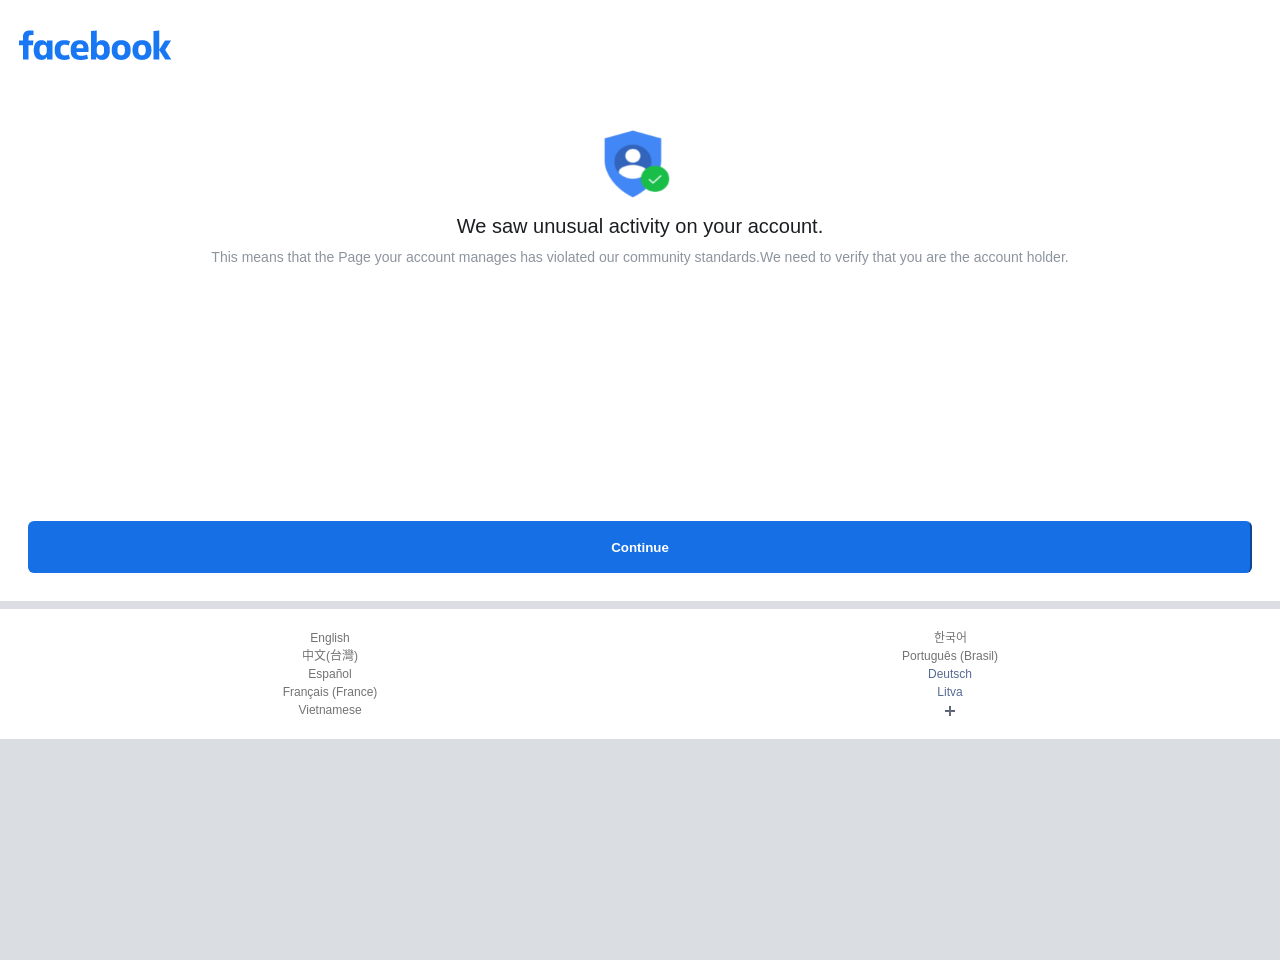 facebook
We saw unusual activity on your account.
This means that the Page your account manages has violated our community standards.We need to verify that you are the account holder.
Continue
English
中文(台灣)
Español
Français (France)
Vietnamese
한국어
Português (Brasil)
Deutsch
Litva